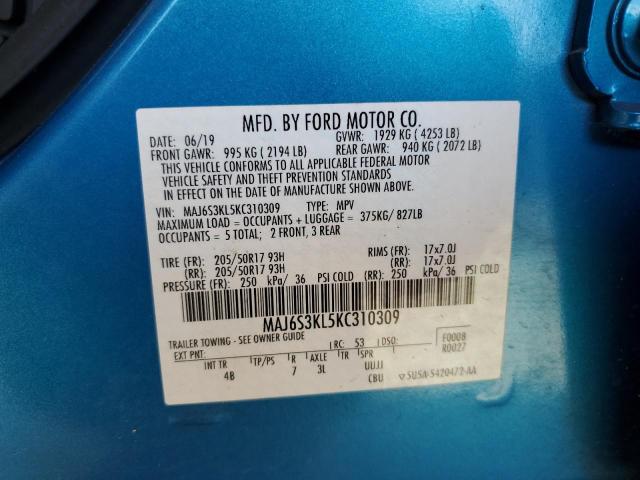 MFD. BY FORD MOTOR CO.
DATE: 06/19 GVWR: 1929 KG ( 4253 LB)
FRONT GAWR: 995 KG ( 2194 LB) REAR GAWR: 940 KG ( 2072 LB)
THIS VEHICLE CONFORMS TO ALL APPLICABLE FEDERAL MOTOR
VEHICLE SAFETY AND THEFT PREVENTION STANDARDS
IN EFFECT ON THE DATE OF MANUFACTURE SHOWN ABOVE.
VIN: MAJ6S3KL5KC310309 TYPE: MPV
MAXIMUM LOAD = OCCUPANTS + LUGGAGE = 375KG/ 827LB
OCCUPANTS = 5 TOTAL; 2 FRONT, 3 REAR
TIRE (FR): 205/50R17 93H RIMS (FR): 17x7.0J
(RR): 205/50R17 93H (RR): 17x7.0J
PRESSURE (FR): 250 kPa/ 36 PSI COLD (RR): 250 kPa/ 36 PSI COLD
MAJ6S3KL5KC310309
TRAILER TOWING - SEE OWNER GUIDE
EXT PNT: RC: 53 DSO: F0008
R0027
INT TR TP/PS R AXLE TR SPR UUJJ
4B 7 3L CBU 5U5A-5420472-AA